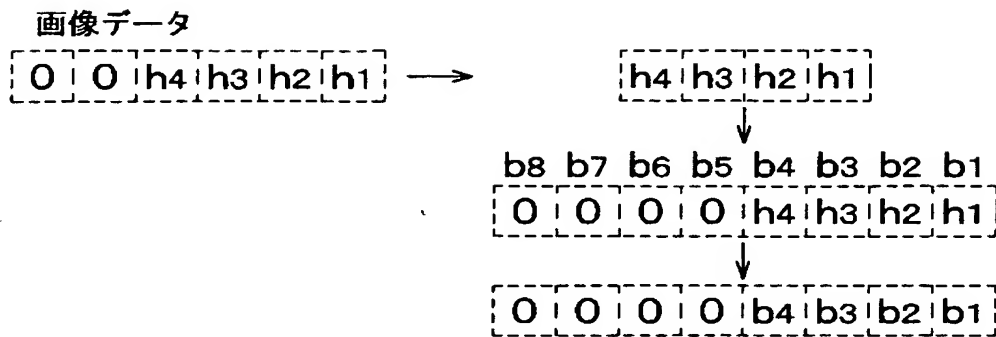 画像データ
0 0 h4 h3 h2 h1
h4 h3 h2 h1
b8 b7 b6 b5 b4 b3 b2 b1
0 0 0 0 h4 h3 h2 h1
0 0 0 0 b4 b3 b2 b1